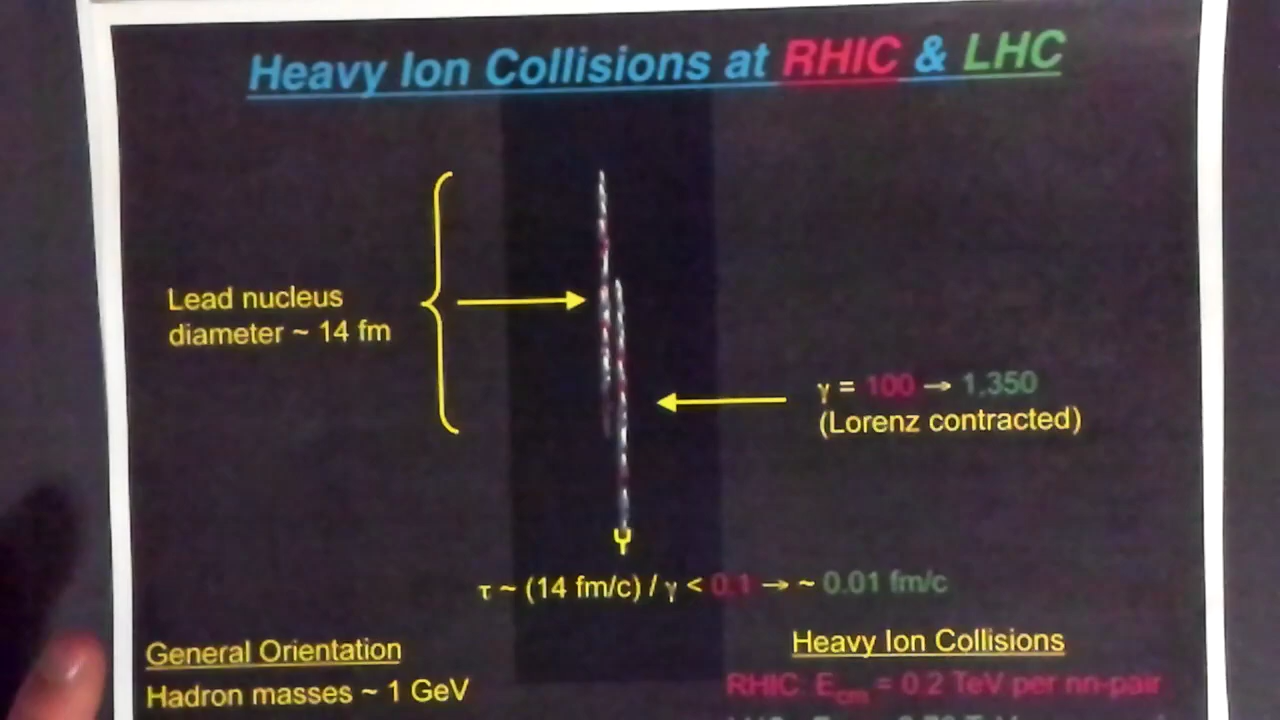 Heavy Ion Collisions at RHIC & LHC
Lead nucleus
diameter ~ 14 fm
γ = 100 → 1,350
(Lorenz contracted)
τ ~ (14 fm/c) / γ < 0.1 → ~ 0.01 fm/c
General Orientation
Hadron masses ~ 1 GeV
Heavy Ion Collisions
RHIC: Ecm = 0.2 TeV per nn-pair